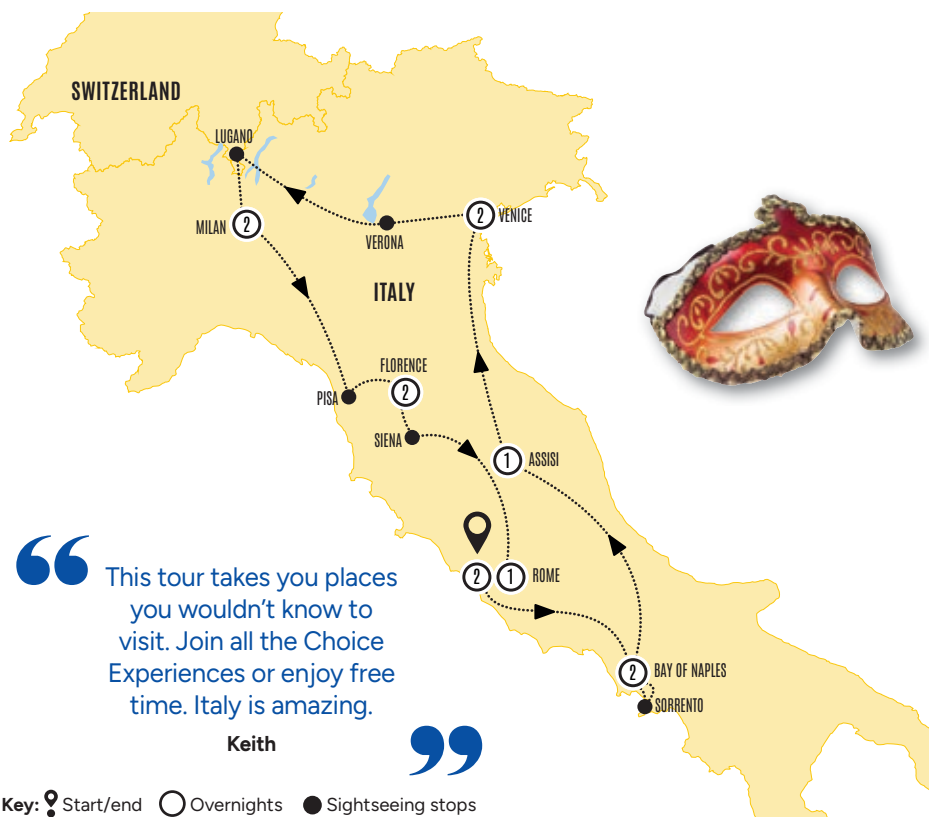 SWITZERLAND
LUGANO
MILAN
2
VERONA
2
VENICE
ITALY
FLORENCE
2
PISA
SIENA
1
ASSISI
2
1
ROME
2
BAY OF NAPLES
SORRENTO
“
This tour takes you places
you wouldn’t know to
visit. Join all the Choice
Experiences or enjoy free
time. Italy is amazing.
Keith
”
Key: Start/end Overnights Sightseeing stops